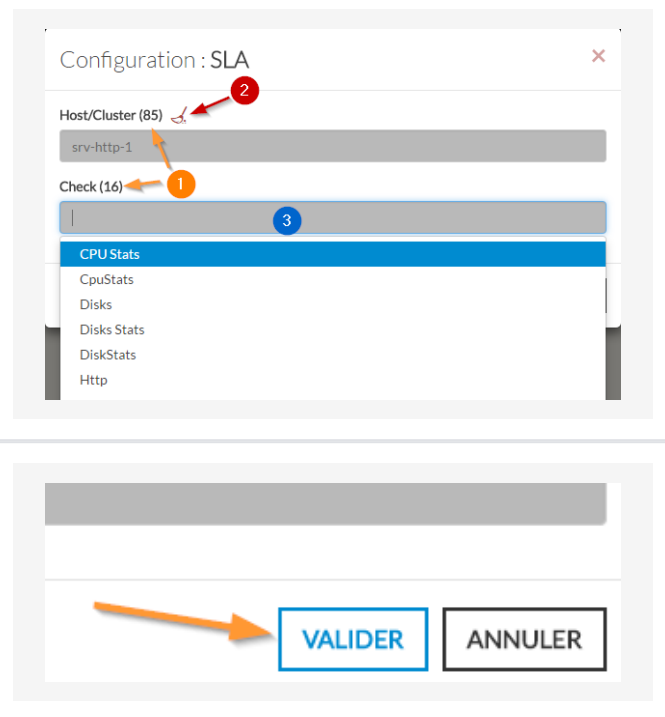 Configuration : SLA
2
Host/Cluster (85)
srv-http-1
Check (16)
1
3
CPU Stats
CpuStats
Disks
Disks Stats
DiskStats
Http
VALIDER ANNULER